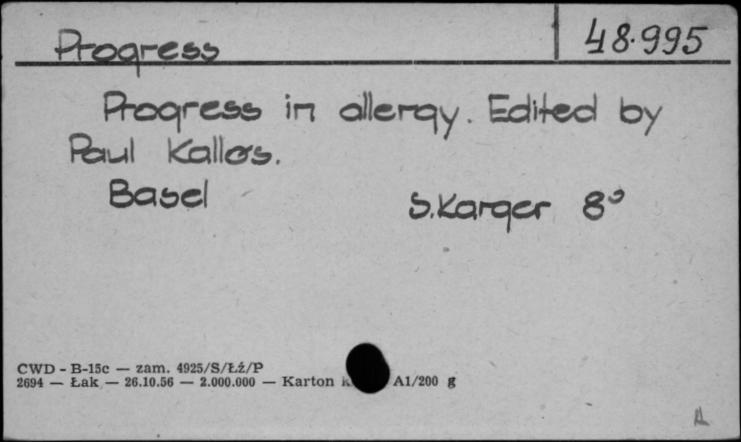 Progress 48.995
Progress in allergy. Edited by
Paul Kallos.
Basel S. Karger 8°
CWD - B-15c — zam. 4925/S/Łź/P
2694 — Łak — 26.10.56 — 2.000.000 — Karton A1/200 g